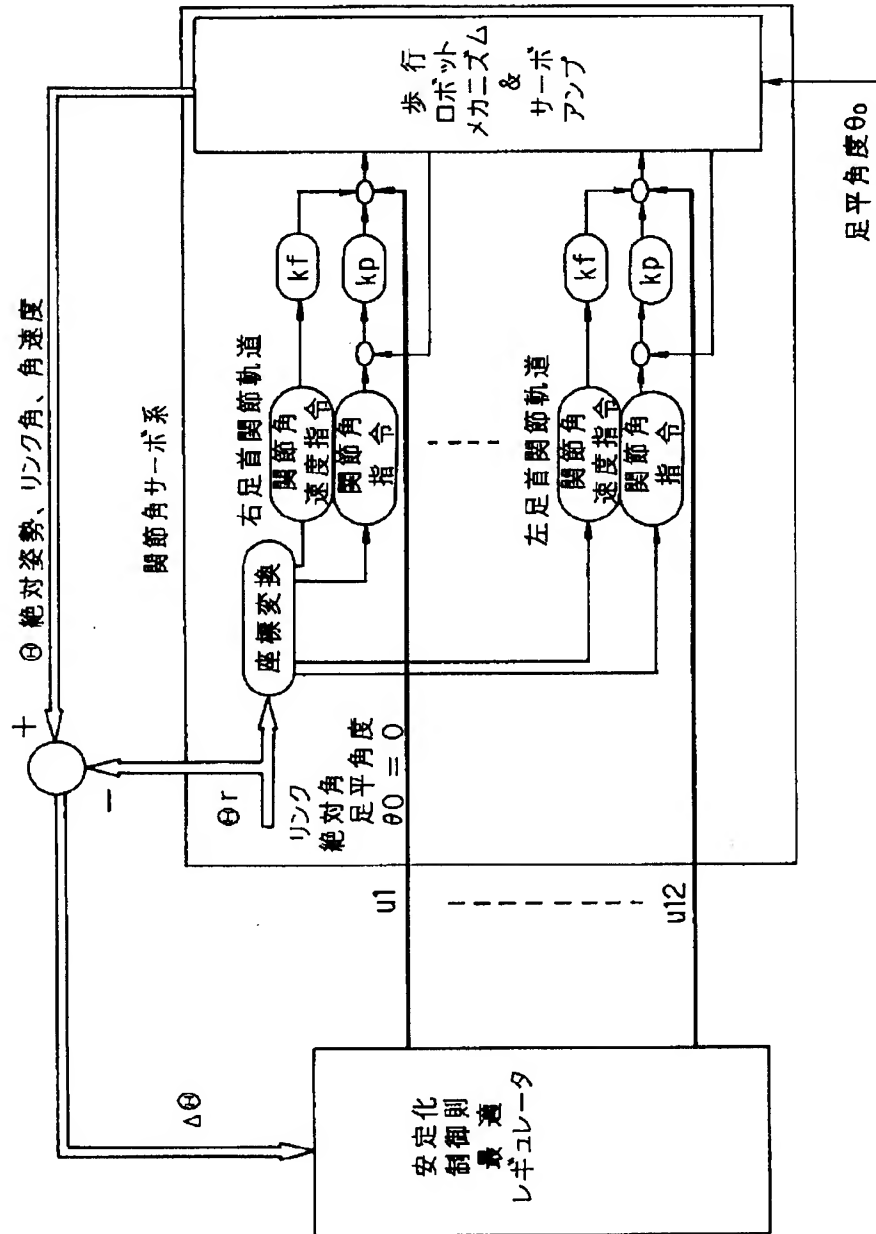 Θ 絶対姿勢、リンク角、角速度
+
−
ΔΘ
関節角サーボ系
Θr
リンク
絶対角
足平角度
θ0 = 0
座標変換
右足首関節軌道
関節角
速度指令
関節角
指令
kf
kp
左足首関節軌道
関節角
速度指令
関節角
指令
kf
kp
歩行
ロボット
メカニズム
&
サーボ
アンプ
足平角度θ0
u1
u12
安定化
制御則
最適
レギュレータ